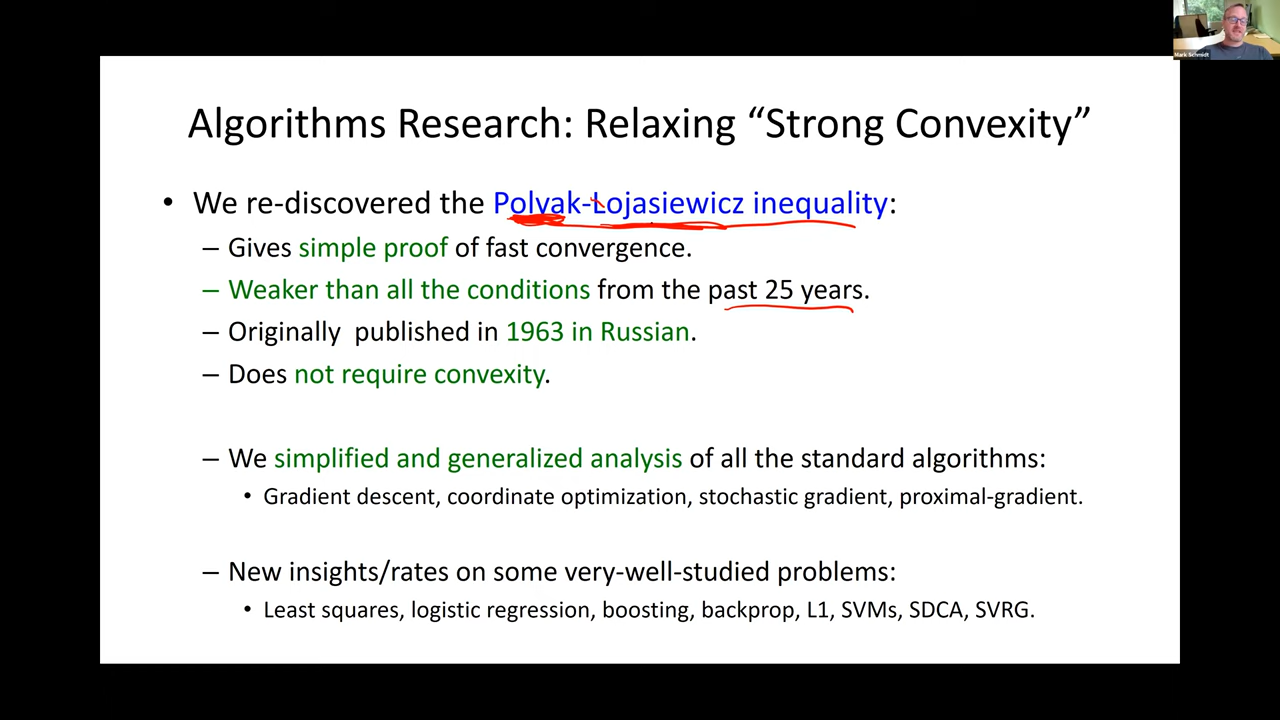 Mark Schmidt
Algorithms Research: Relaxing “Strong Convexity”
• We re-discovered the Polyak-Łojasiewicz inequality:
– Gives simple proof of fast convergence.
– Weaker than all the conditions from the past 25 years.
– Originally published in 1963 in Russian.
– Does not require convexity.
– We simplified and generalized analysis of all the standard algorithms:
• Gradient descent, coordinate optimization, stochastic gradient, proximal-gradient.
– New insights/rates on some very-well-studied problems:
• Least squares, logistic regression, boosting, backprop, L1, SVMs, SDCA, SVRG.